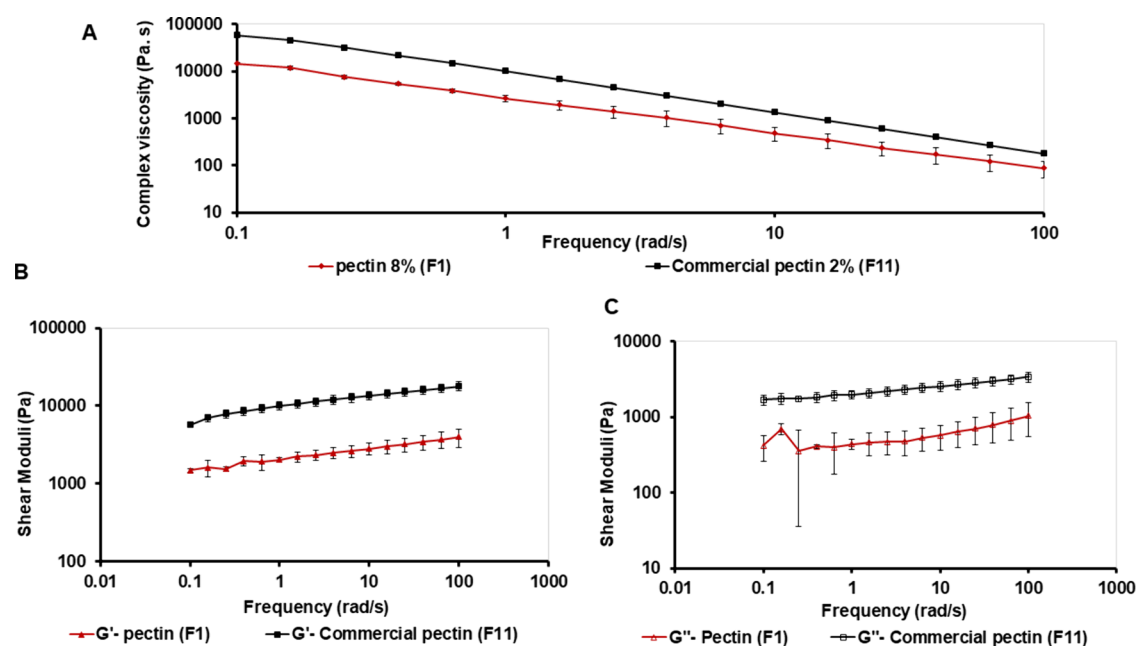 A
Complex viscosity (Pa. s)
100000
10000
1000
100
10
0.1
1
10
100
Frequency (rad/s)
pectin 8% (F1)
Commercial pectin 2% (F11)
B
Shear Moduli (Pa)
100000
10000
1000
100
0.01
0.1
1
10
100
1000
Frequency (rad/s)
G'- pectin (F1)
G'- Commercial pectin (F11)
C
Shear Moduli (Pa)
10000
1000
100
10
0.01
0.1
1
10
100
1000
Frequency (rad/s)
G"- Pectin (F1)
G"- Commercial pectin (F11)